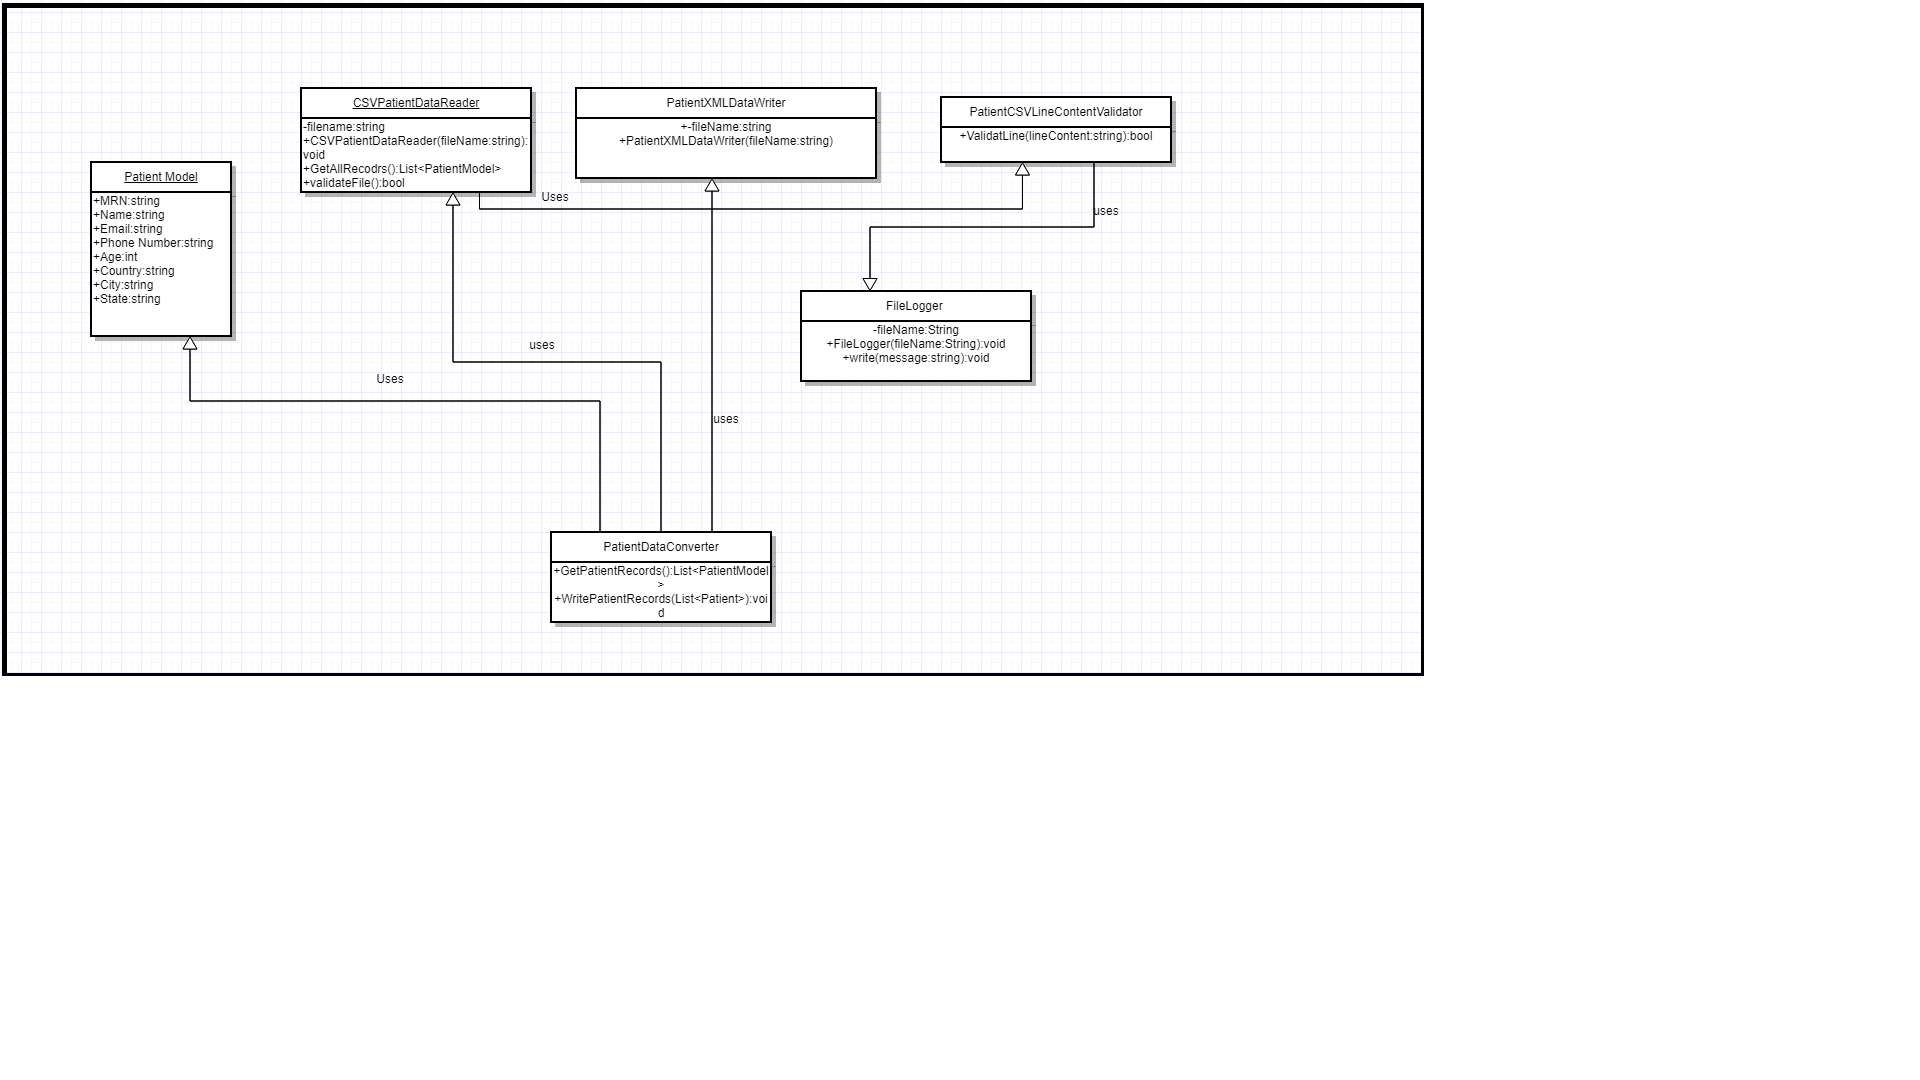 CSVPatientDataReader
-filename:string
+CSVPatientDataReader(fileName:string):
void
+GetAllRecodrs():List<PatientModel>
+validateFile():bool
PatientXMLDataWriter
+-fileName:string
+PatientXMLDataWriter(fileName:string)
PatientCSVLineContentValidator
+ValidatLine(lineContent:string):bool
Patient Model
+MRN:string
+Name:string
+Email:string
+Phone Number:string
+Age:int
+Country:string
+City:string
+State:string
Uses
uses
FileLogger
-fileName:String
+FileLogger(fileName:String):void
+write(message:string):void
uses
Uses
uses
PatientDataConverter
+GetPatientRecords():List<PatientModel
>
+WritePatientRecords(List<Patient>):voi
d